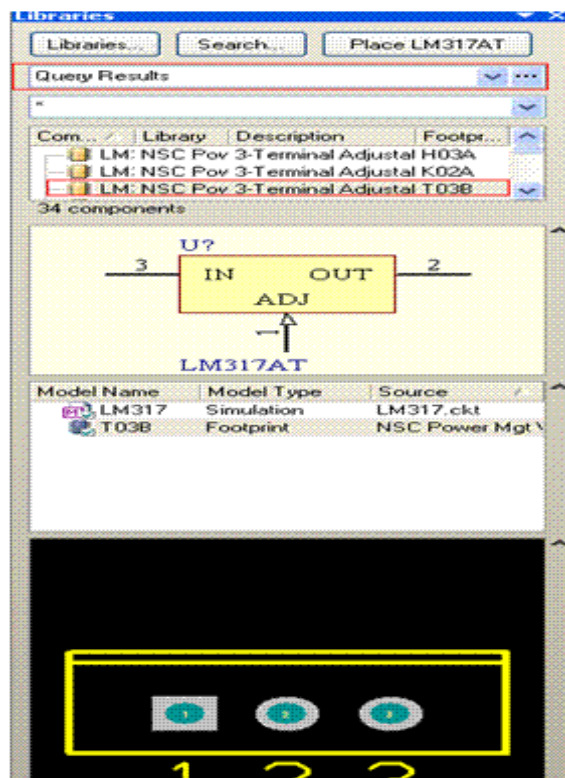 Libraries
Libraries... Search... Place LM317AT
Query Results ...
*
Com... Library Description Footpr...
LM: NSC Pov 3-Terminal Adjustal H03A
LM: NSC Pov 3-Terminal Adjustal K02A
LM: NSC Pov 3-Terminal Adjustal T03B
34 components
U?
3 IN OUT 2
ADJ
1
LM317AT
Model Name Model Type Source
LM317 Simulation LM317.ckt
T03B Footprint NSC Power Mgt V
1 2 3
1 2 3